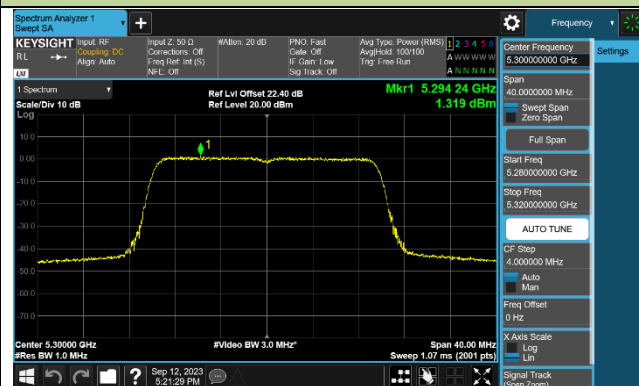 Spectrum Analyzer 1
Swept SA
Frequency
KEYSIGHT
RL
LXI
Input: RF
Coupling: DC
Align: Auto
Input Z: 50 Ω
Corrections: Off
Freq Ref: Int (S)
NFE: Off
#Atten: 20 dB
PNO: Fast
Gate: Off
IF Gain: Low
Sig Track: Off
Avg Type: Power (RMS)
Avg|Hold: 100/100
Trig: Free Run
1 2 3 4 5 6
A W W W W W
A N N N N N
1 Spectrum
Scale/Div 10 dB
Log
Ref Lvl Offset 22.40 dB
Ref Level 20.00 dBm
Mkr1 5.294 24 GHz
1.319 dBm
10.0
0.00
-10.0
-20.0
-30.0
-40.0
-50.0
-60.0
-70.0
1
Center 5.30000 GHz
#Res BW 1.0 MHz
#Video BW 3.0 MHz*
Span 40.00 MHz
Sweep 1.07 ms (2001 pts)
Sep 12, 2023
5:21:29 PM
Center Frequency
5.300000000 GHz
Settings
Span
40.0000000 MHz
Swept Span
Zero Span
Full Span
Start Freq
5.280000000 GHz
Stop Freq
5.320000000 GHz
AUTO TUNE
CF Step
4.000000 MHz
Auto
Man
Freq Offset
0 Hz
X Axis Scale
Log
Lin
Signal Track
(Span Zoom)